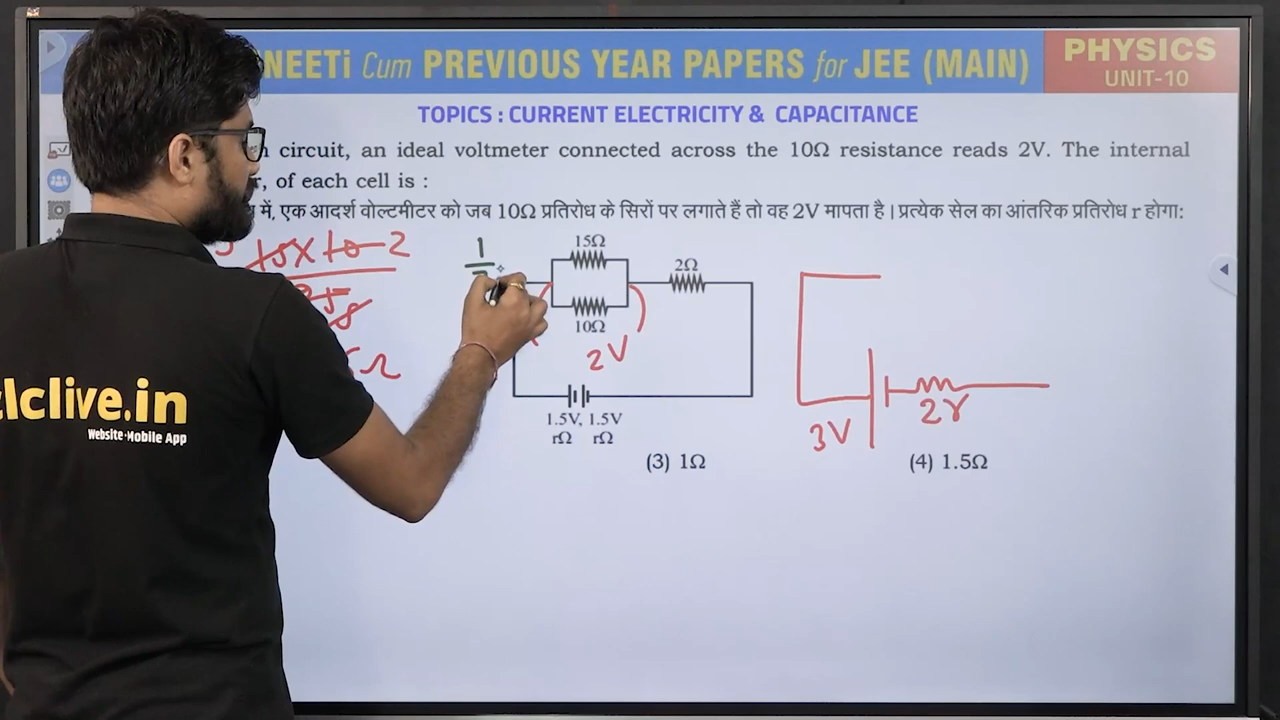 NEETi Cum PREVIOUS YEAR PAPERS for JEE (MAIN)
PHYSICS
UNIT-10
TOPICS : CURRENT ELECTRICITY & CAPACITANCE
circuit, an ideal voltmeter connected across the 10Ω resistance reads 2V. The internal
r, of each cell is :
में, एक आदर्श वोल्टमीटर को जब 10Ω प्रतिरोध के सिरों पर लगाते हैं तो वह 2V मापता है। प्रत्येक सेल का आंतरिक प्रतिरोध r होगा:
15Ω
2Ω
10Ω
2V
1.5V, 1.5V
rΩ rΩ
3V
2r
(3) 1Ω
(4) 1.5Ω
clclive.in
Website•Mobile App